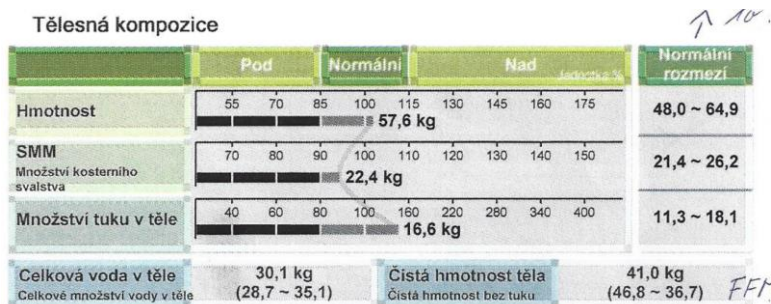 Tělesná kompozice
↑ 10.
Pod Normální Nad Jednotka % Normální rozmezí
Hmotnost
55 70 85 100 115 130 145 160 175
57,6 kg
48,0 ~ 64,9
SMM
Množství kosterního svalstva
70 80 90 100 110 120 130 140 150
22,4 kg
21,4 ~ 26,2
Množství tuku v těle
40 60 80 100 160 220 280 340 400
16,6 kg
11,3 ~ 18,1
Celková voda v těle
Celkové množství vody v těle
30,1 kg
(28,7 ~ 35,1)
Čistá hmotnost těla
Čistá hmotnost bez tuku
41,0 kg
(46,8 ~ 36,7)